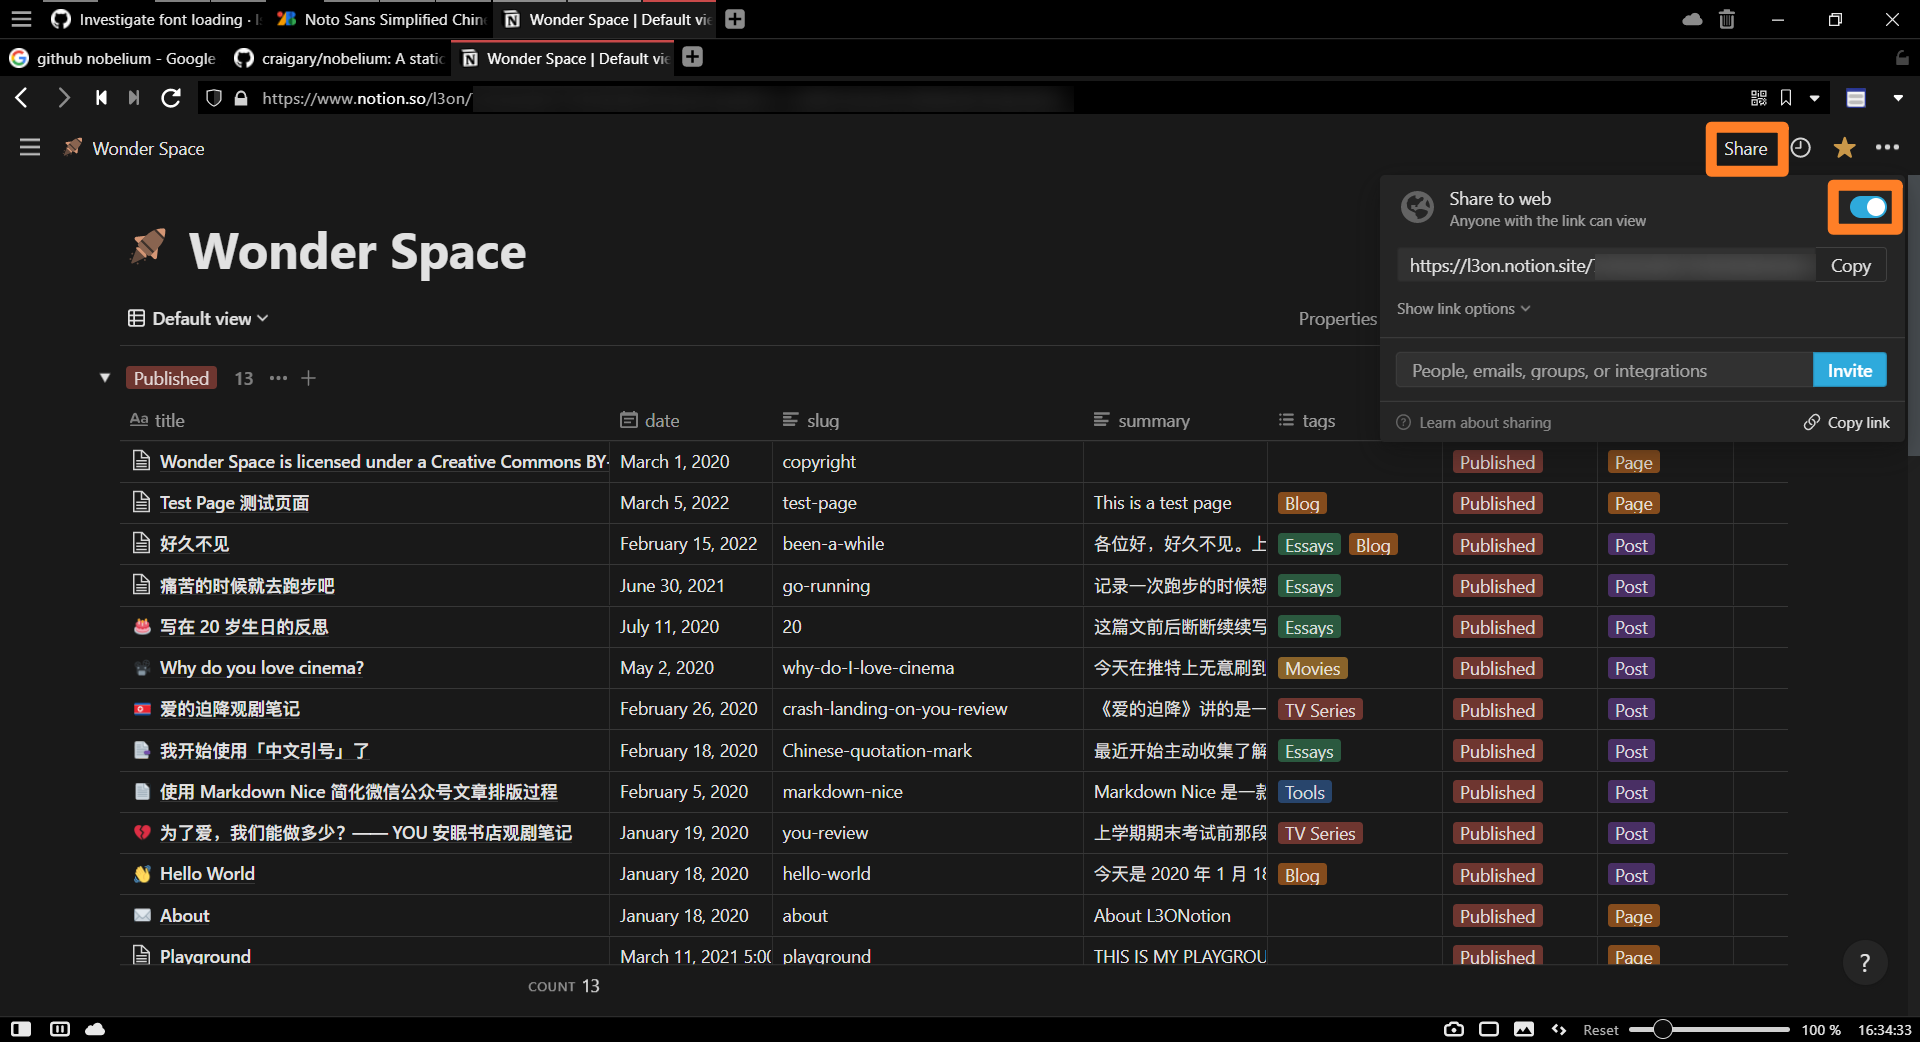 Investigate font loading · Is
Noto Sans Simplified Chin
Wonder Space | Default vie
github nobelium - Google
craigary/nobelium: A static
Wonder Space | Default vie
https://www.notion.so/l3on/
Wonder Space
Share
Share to web
Anyone with the link can view
https://l3on.notion.site/
Copy
Show link options
People, emails, groups, or integrations
Invite
Learn about sharing
Copy link
Wonder Space
Default view
Properties
Published 13
Aa title date slug summary tags
Wonder Space is licensed under a Creative Commons BY- March 1, 2020 copyright Published Page
Test Page 测试页面 March 5, 2022 test-page This is a test page Blog Published Page
好久不见 February 15, 2022 been-a-while 各位好，好久不见。上 Essays Blog Published Post
痛苦的时候就去跑步吧 June 30, 2021 go-running 记录一次跑步的时候想 Essays Published Post
写在 20 岁生日的反思 July 11, 2020 20 这篇文前后断断续续写 Essays Published Post
Why do you love cinema? May 2, 2020 why-do-I-love-cinema 今天在推特上无意刷到 Movies Published Post
爱的迫降观剧笔记 February 26, 2020 crash-landing-on-you-review 《爱的迫降》讲的是一 TV Series Published Post
我开始使用「中文引号」了 February 18, 2020 Chinese-quotation-mark 最近开始主动收集了解 Essays Published Post
使用 Markdown Nice 简化微信公众号文章排版过程 February 5, 2020 markdown-nice Markdown Nice 是一款 Tools Published Post
为了爱，我们能做多少？—— YOU 安眠书店观剧笔记 January 19, 2020 you-review 上学期期末考试前那段 TV Series Published Post
Hello World January 18, 2020 hello-world 今天是 2020 年 1 月 18 Blog Published Post
About January 18, 2020 about About L3ONotion Published Page
Playground March 11, 2021 5:00 playground THIS IS MY PLAYGROU Published Page
COUNT 13
?
Reset 100 % 16:34:33